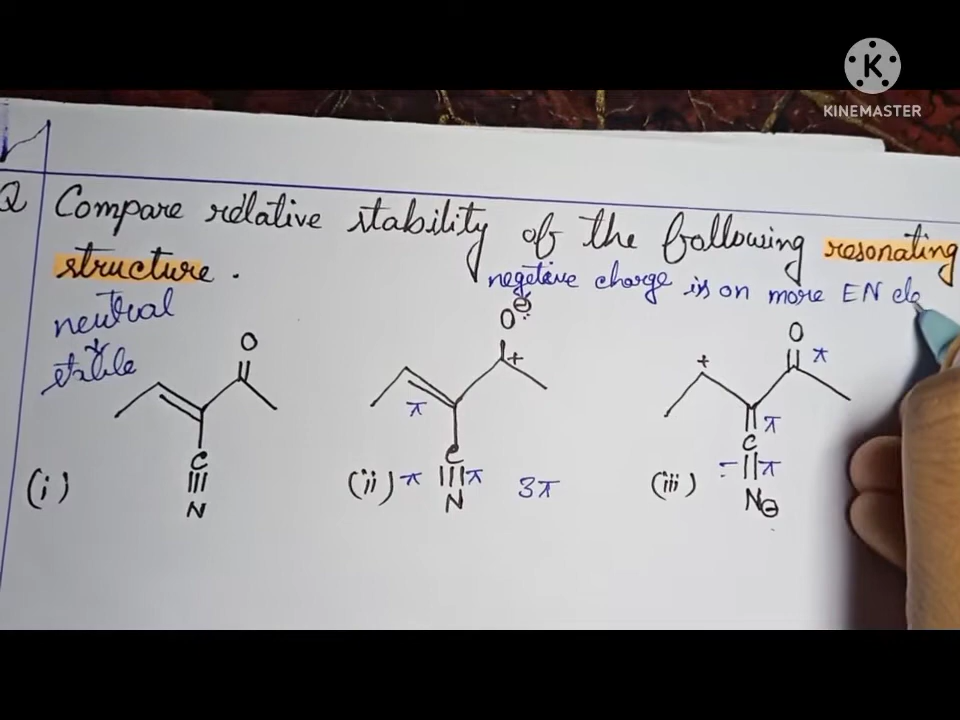 KINEMASTER
Q Compare relative stability of the following resonating
structure .
negetive charge is on more EN ele
neutral
stable
O
O⊖
O
+
+
π
π
π
C
C
C
(i)
(ii) π π 3π
(iii)
π
N
N
N⊖